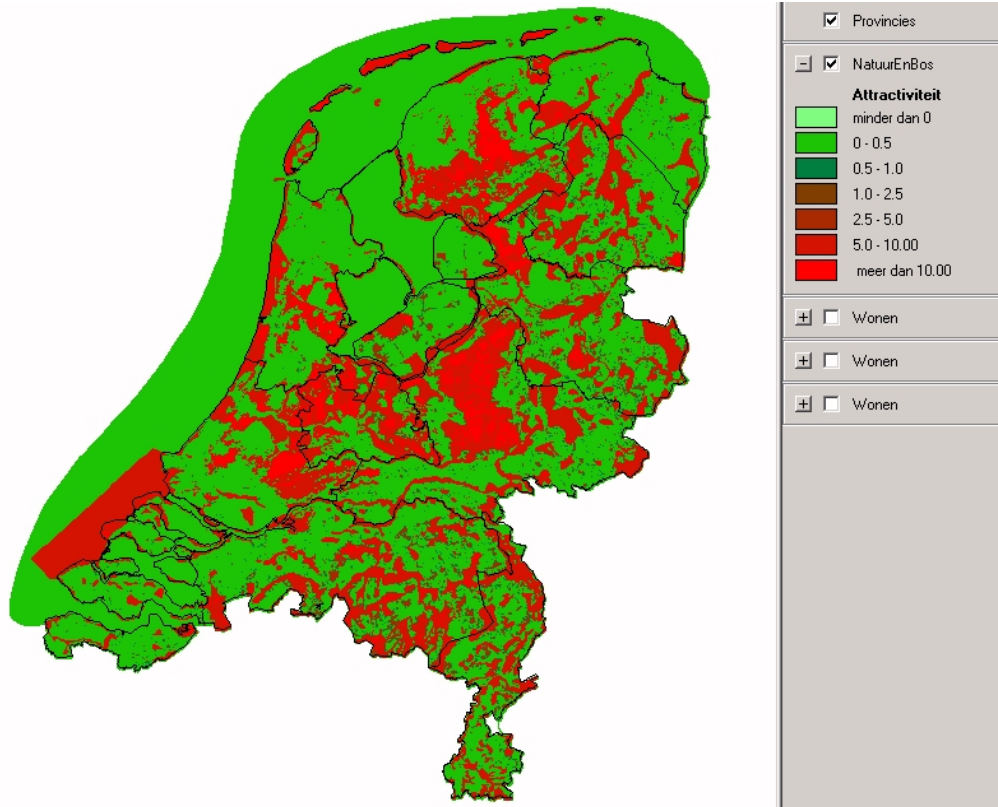 Provincies
NatuurEnBos
Attractiviteit
minder dan 0
0 - 0.5
0.5 - 1.0
1.0 - 2.5
2.5 - 5.0
5.0 - 10.00
meer dan 10.00
Wonen
Wonen
Wonen